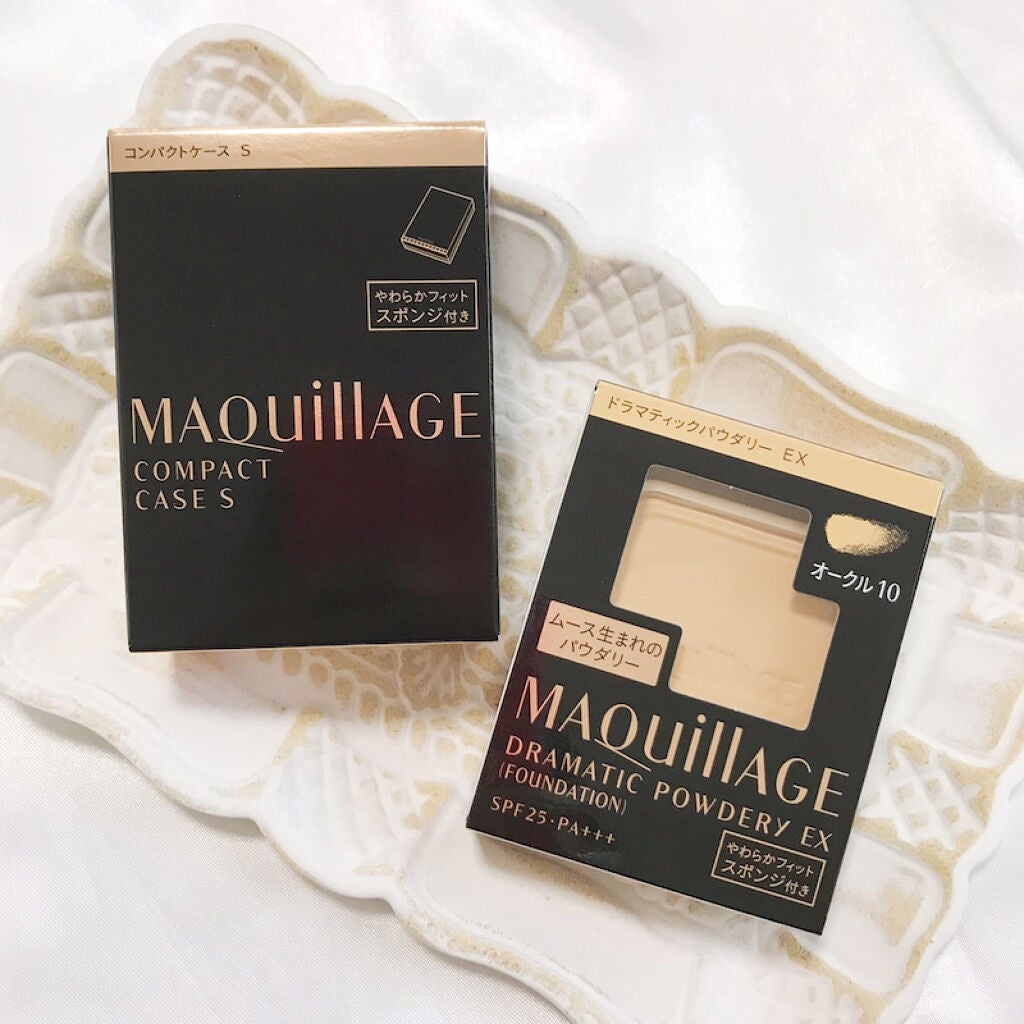 コンパクトケース S
やわらかフィット
スポンジ付き
MAQuillAGE
COMPACT
CASE S
ドラマティックパウダリー EX
オークル10
ムース生まれの
パウダリー
MAQuillAGE
DRAMATIC POWDERY EX
(FOUNDATION)
SPF25・PA+++
やわらかフィット
スポンジ付き